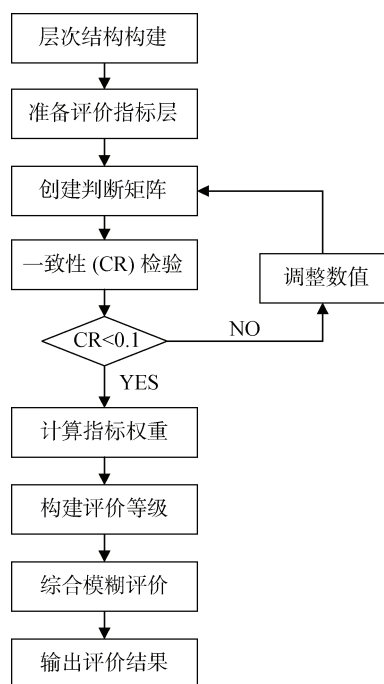 层次结构构建
准备评价指标层
创建判断矩阵
一致性 (CR) 检验
调整数值
CR<0.1
NO
YES
计算指标权重
构建评价等级
综合模糊评价
输出评价结果